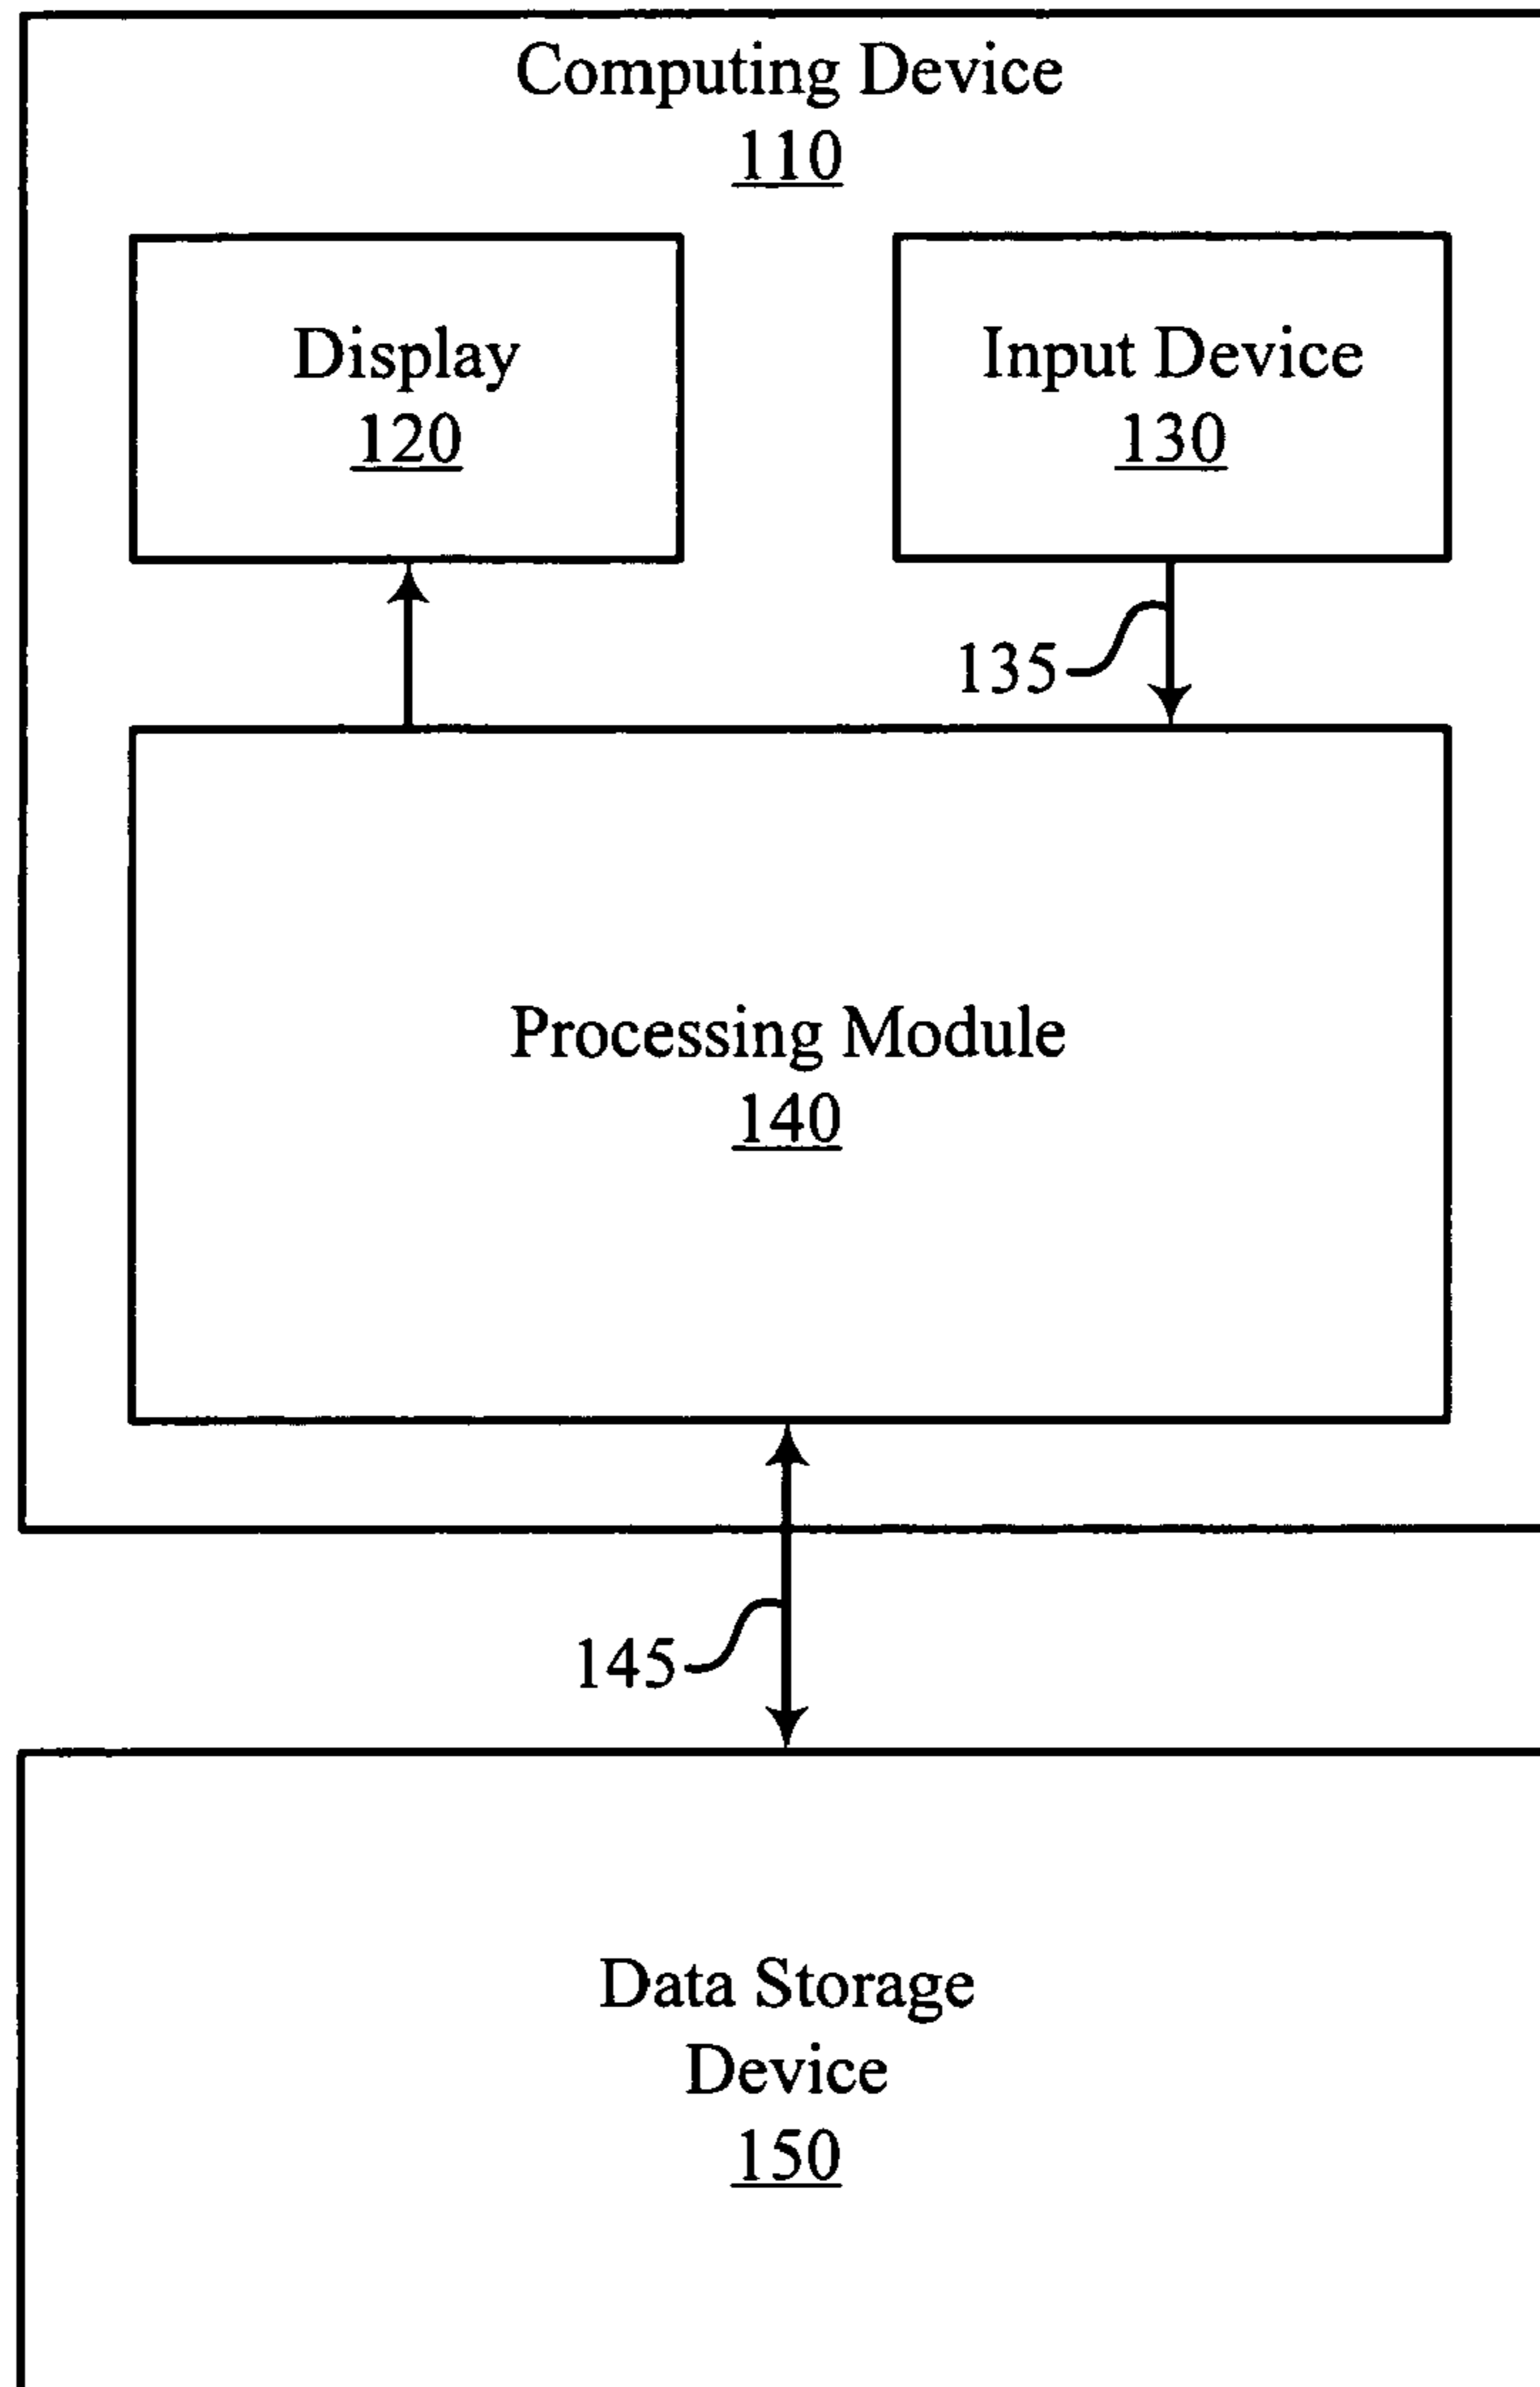 Computing Device
110
Display
120
Input Device
130
135
Processing Module
140
145
Data Storage
Device
150